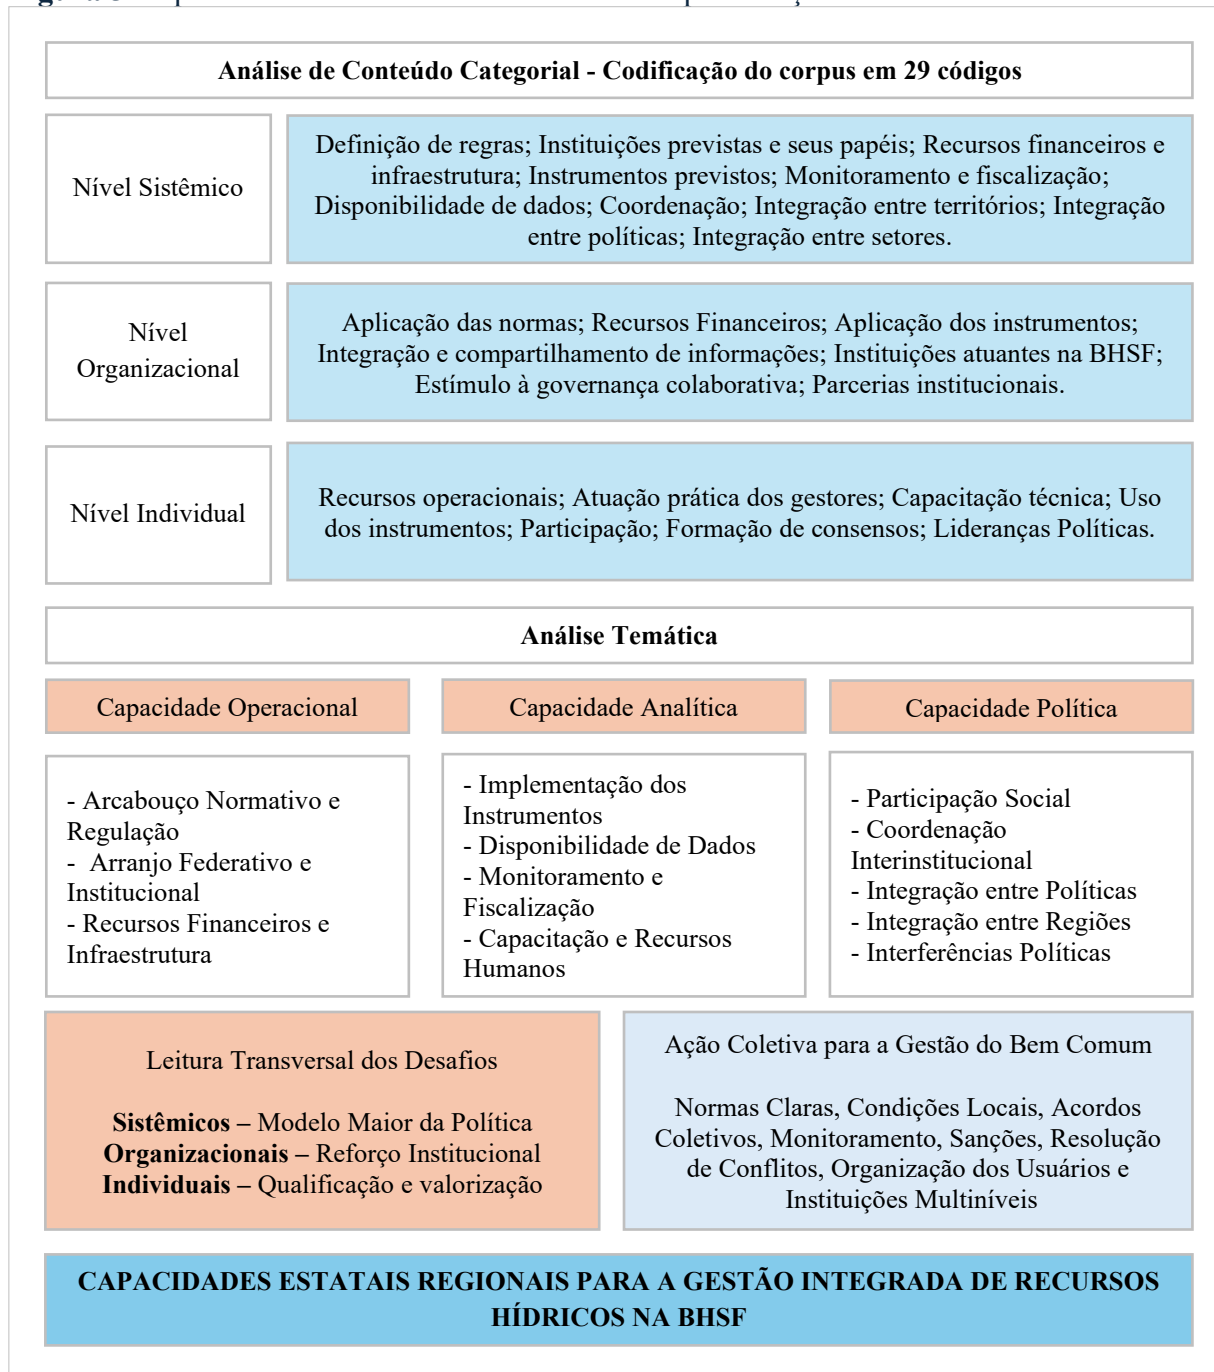 Análise de Conteúdo Categorial - Codificação do corpus em 29 códigos
Nível Sistêmico
Definição de regras; Instituições previstas e seus papéis; Recursos financeiros e
infraestrutura; Instrumentos previstos; Monitoramento e fiscalização;
Disponibilidade de dados; Coordenação; Integração entre territórios; Integração
entre políticas; Integração entre setores.
Nível
Organizacional
Aplicação das normas; Recursos Financeiros; Aplicação dos instrumentos;
Integração e compartilhamento de informações; Instituições atuantes na BHSF;
Estímulo à governança colaborativa; Parcerias institucionais.
Nível Individual
Recursos operacionais; Atuação prática dos gestores; Capacitação técnica; Uso
dos instrumentos; Participação; Formação de consensos; Lideranças Políticas.
Análise Temática
Capacidade Operacional
- Arcabouço Normativo e
Regulação
- Arranjo Federativo e
Institucional
- Recursos Financeiros e
Infraestrutura
Capacidade Analítica
- Implementação dos
Instrumentos
- Disponibilidade de Dados
- Monitoramento e
Fiscalização
- Capacitação e Recursos
Humanos
Capacidade Política
- Participação Social
- Coordenação
Interinstitucional
- Integração entre Políticas
- Integração entre Regiões
- Interferências Políticas
Leitura Transversal dos Desafios
Sistêmicos – Modelo Maior da Política
Organizacionais – Reforço Institucional
Individuais – Qualificação e valorização
Ação Coletiva para a Gestão do Bem Comum
Normas Claras, Condições Locais, Acordos
Coletivos, Monitoramento, Sanções, Resolução
de Conflitos, Organização dos Usuários e
Instituições Multiníveis
CAPACIDADES ESTATAIS REGIONAIS PARA A GESTÃO INTEGRADA DE RECURSOS
HÍDRICOS NA BHSF